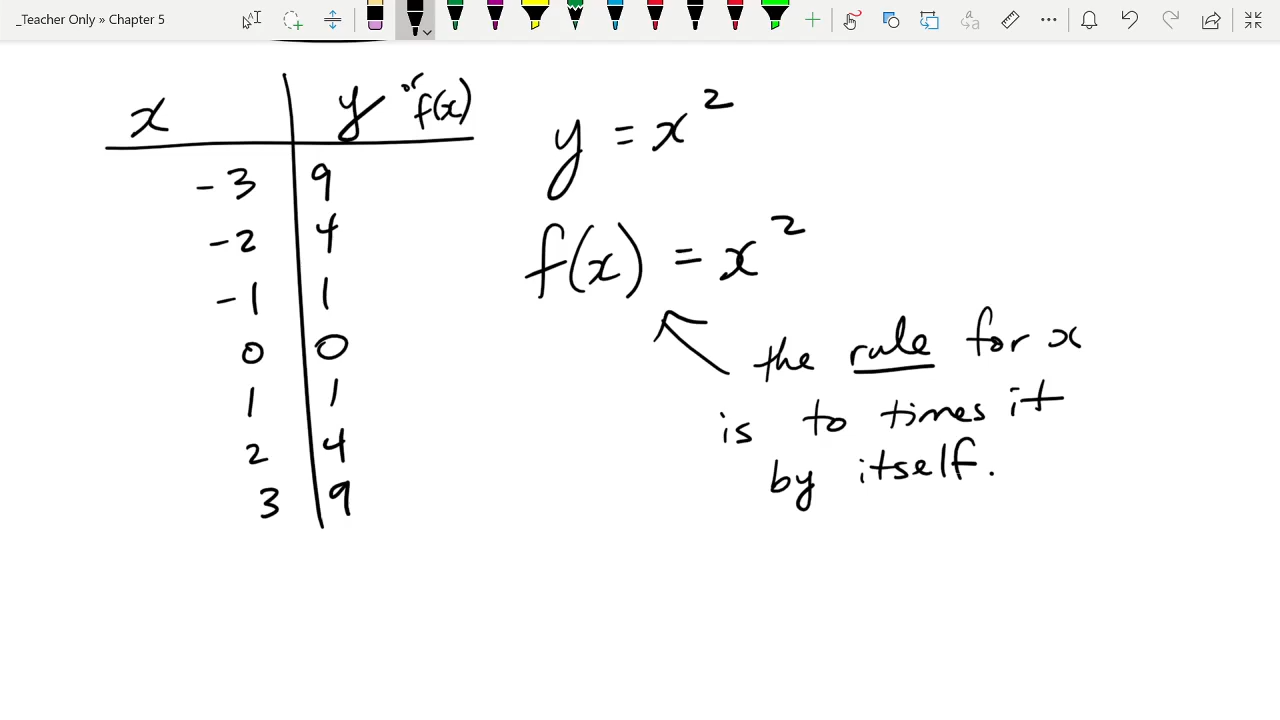 _Teacher Only » Chapter 5
x y or f(x)
-3 9
-2 4
-1 1
0 0
1 1
2 4
3 9
y = x²
f(x) = x²
the rule for x
is to times it
by itself.